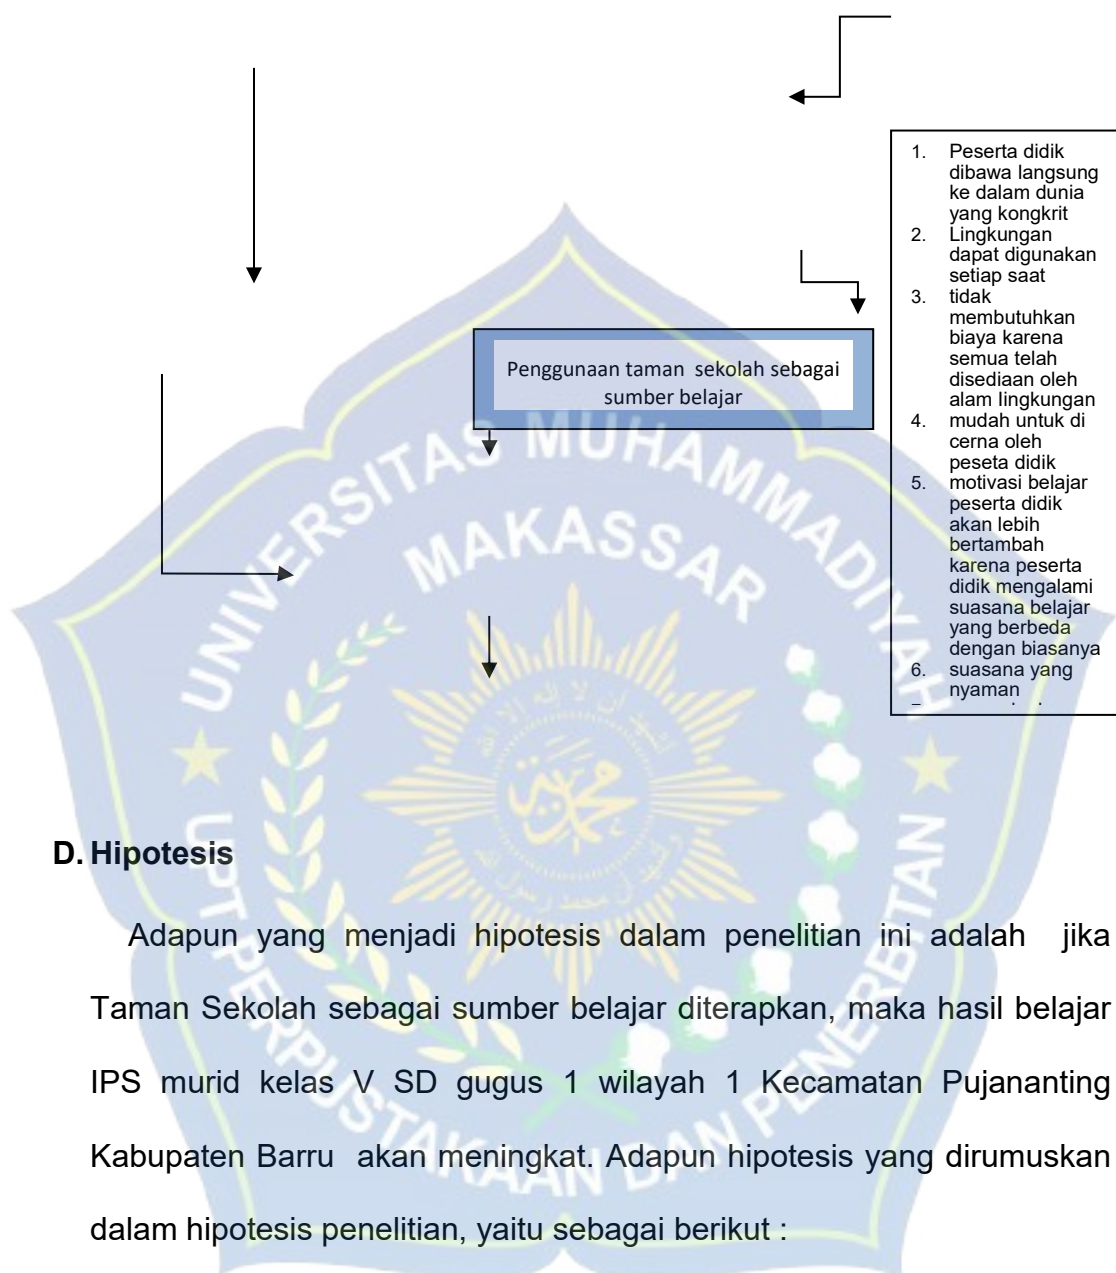 1. Peserta didik
dibawa langsung
ke dalam dunia
yang kongkrit
2. Lingkungan
dapat digunakan
setiap saat
3. tidak
membutuhkan
biaya karena
semua telah
disediaan oleh
alam lingkungan
4. mudah untuk di
cerna oleh
peseta didik
5. motivasi belajar
peserta didik
akan lebih
bertambah
karena peserta
didik mengalami
suasana belajar
yang berbeda
dengan biasanya
6. suasana yang
nyaman
Penggunaan taman sekolah sebagai
sumber belajar
UNIVERSITAS MUHAMMADIYAH
MAKASSAR
UPT PERPUSTAKAAN DAN PENERBITAN
D. Hipotesis
Adapun yang menjadi hipotesis dalam penelitian ini adalah jika
Taman Sekolah sebagai sumber belajar diterapkan, maka hasil belajar
IPS murid kelas V SD gugus 1 wilayah 1 Kecamatan Pujananting
Kabupaten Barru akan meningkat. Adapun hipotesis yang dirumuskan
dalam hipotesis penelitian, yaitu sebagai berikut :